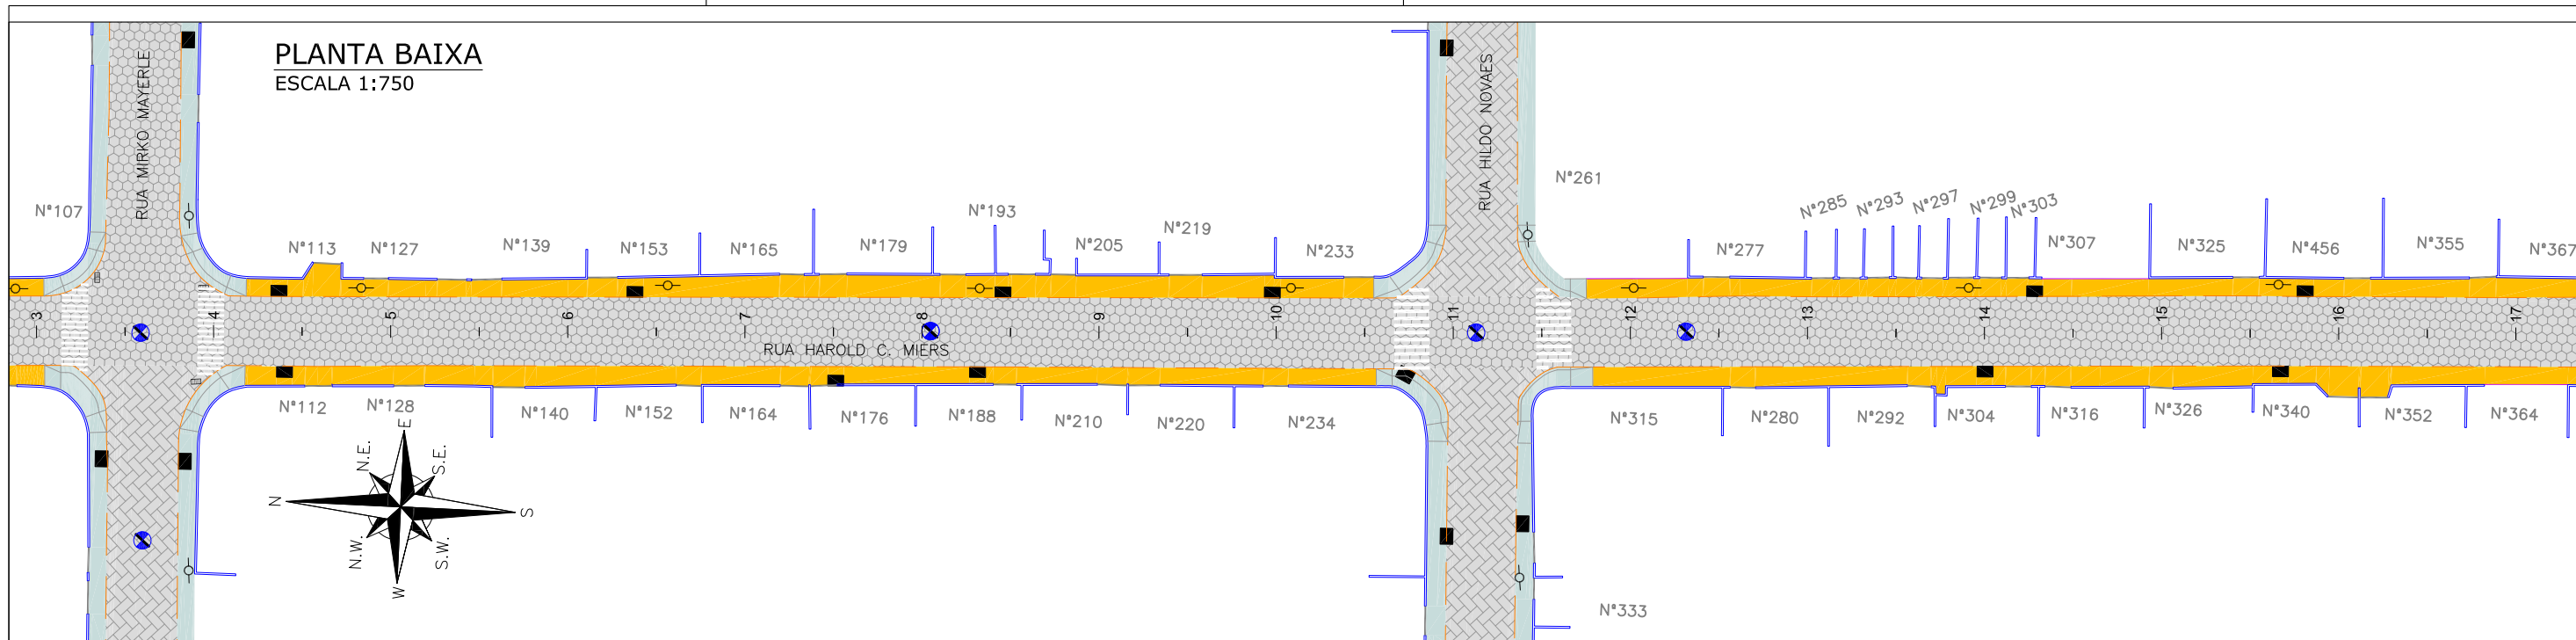 PLANTA BAIXA
ESCALA 1:750
RUA MIRKO MAYERLE
RUA HILDO NOVAES
N°107
N°113
N°127
N°139
N°153
N°165
N°179
N°193
N°205
N°219
N°233
N°261
N°277
N°285
N°293
N°297
N°299
N°303
N°307
N°325
N°456
N°355
N°367
3
4
5
6
7
8
9
10
11
12
13
14
15
16
17
RUA HAROLD C. MIERS
N°112
N°128
N°140
N°152
N°164
N°176
N°188
N°210
N°220
N°234
N°315
N°280
N°292
N°304
N°316
N°326
N°340
N°352
N°364
N.E.
E
S.E.
N
S
N.W.
W
S.W.
N°333